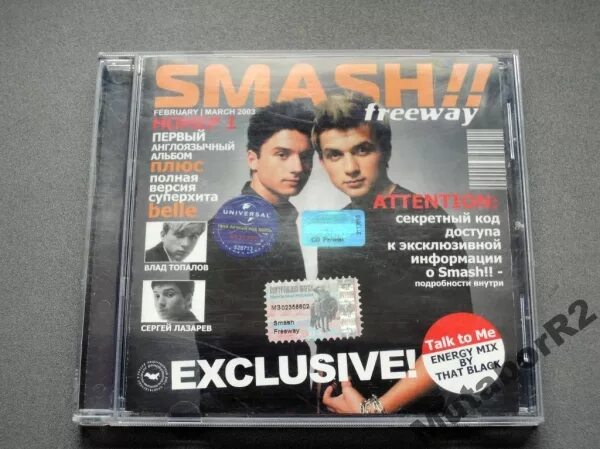 SMASH!!
freeway
FEBRUARY | MARCH 2003
НОМЕР 1
ПЕРВЫЙ
АНГЛОЯЗЫЧНЫЙ
АЛЬБОМ
ПЛЮС
полная
версия
суперхита
belle
ВЛАД ТОПАЛОВ
СЕРГЕЙ ЛАЗАРЕВ
UNIVERSAL
CD Format
ATTENTION:
секретный код
доступа
к эксклюзивной
информации
о Smash!! -
подробности внутри
Smash
Freeway
EXCLUSIVE!
Talk to Me
ENERGY MIX
BY
THAT BLACK
MutaborR2